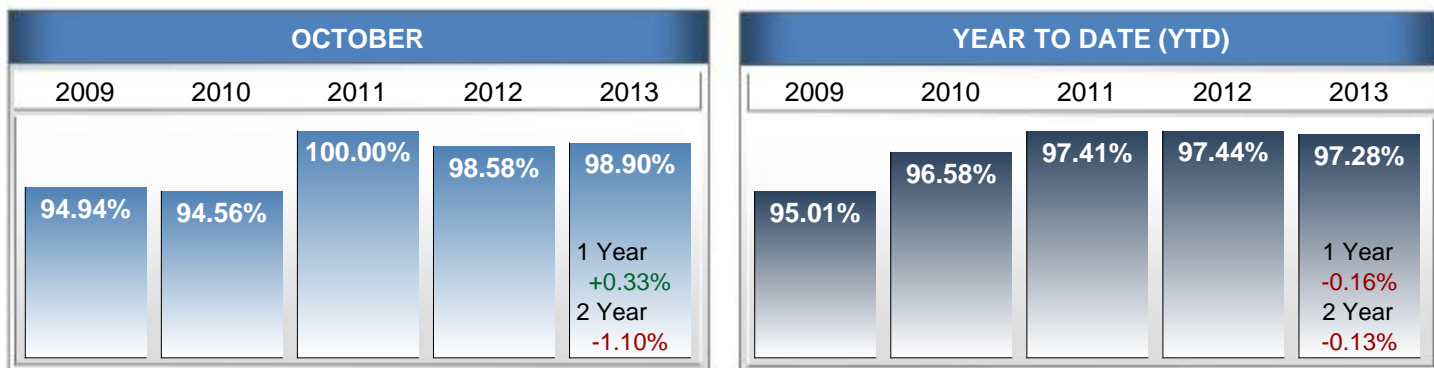 OCTOBER
2009 2010 2011 2012 2013
94.94% 94.56% 100.00% 98.58% 98.90%
1 Year
+0.33%
2 Year
-1.10%
YEAR TO DATE (YTD)
2009 2010 2011 2012 2013
95.01% 96.58% 97.41% 97.44% 97.28%
1 Year
-0.16%
2 Year
-0.13%